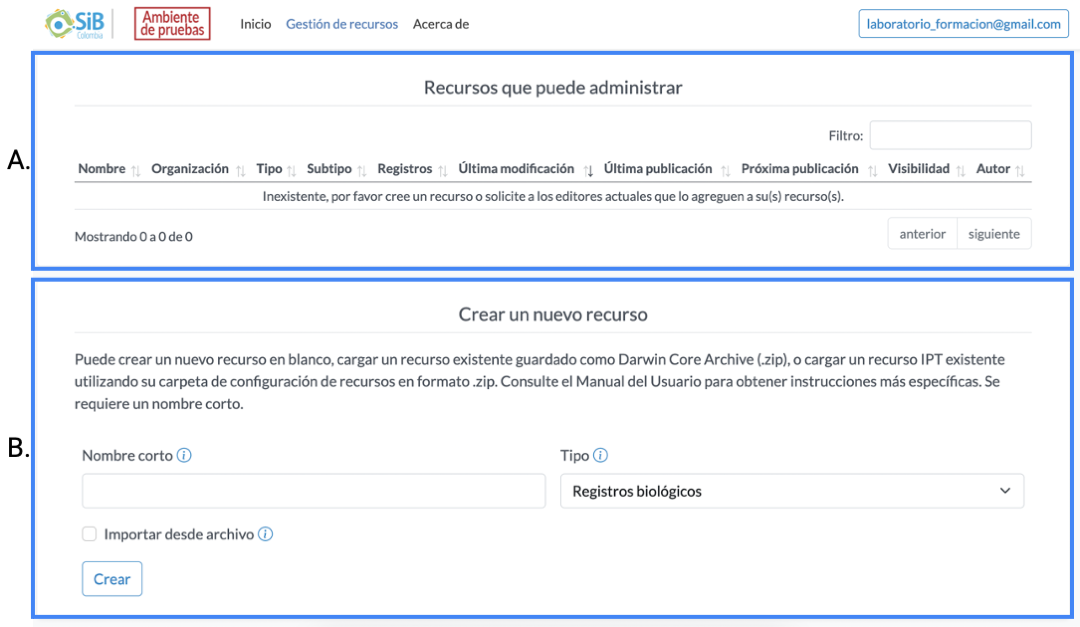 SiB
Colombia
Ambiente
de pruebas
Inicio Gestión de recursos Acerca de
laboratorio_formacion@gmail.com
A.
Recursos que puede administrar
Filtro:
Nombre Organización Tipo Subtipo Registros Última modificación Última publicación Próxima publicación Visibilidad Autor
Inexistente, por favor cree un recurso o solicite a los editores actuales que lo agreguen a su(s) recurso(s).
Mostrando 0 a 0 de 0
anterior siguiente
B.
Crear un nuevo recurso
Puede crear un nuevo recurso en blanco, cargar un recurso existente guardado como Darwin Core Archive (.zip), o cargar un recurso IPT existente
utilizando su carpeta de configuración de recursos en formato .zip. Consulte el Manual del Usuario para obtener instrucciones más específicas. Se
requiere un nombre corto.
Nombre corto Tipo
Registros biológicos
Importar desde archivo
Crear